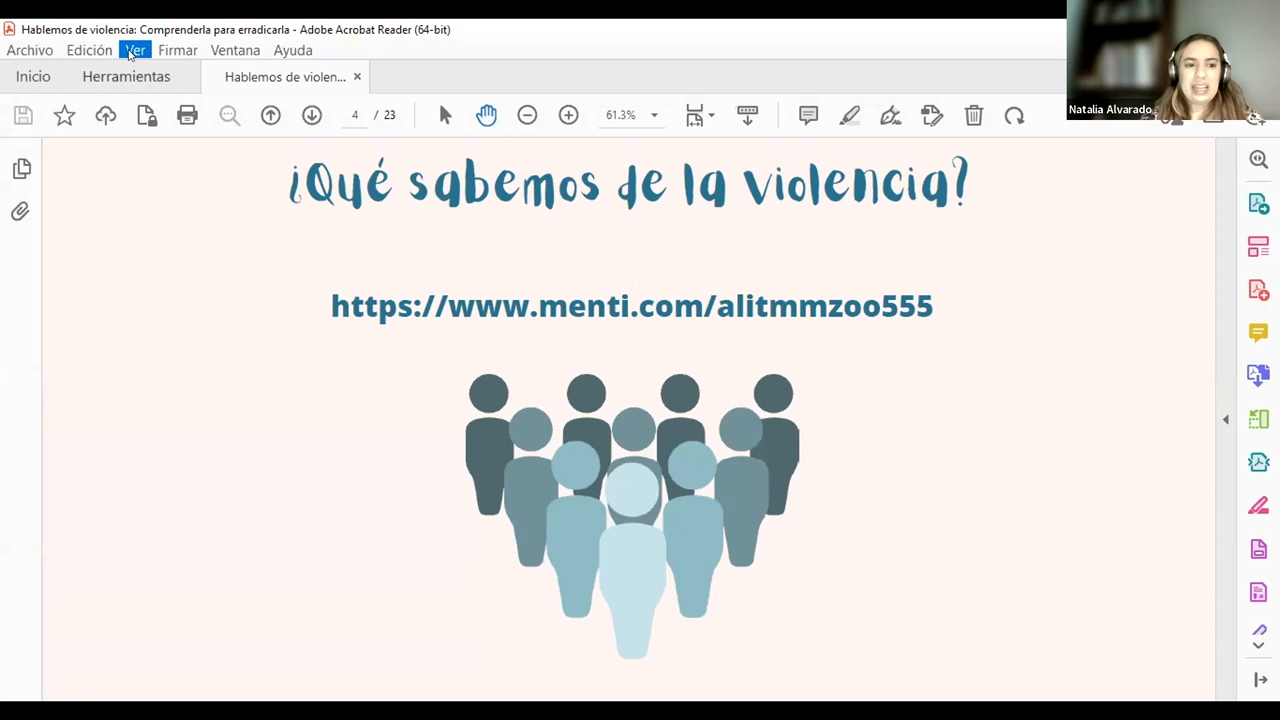 Hablemos de violencia: Comprenderla para erradicarla - Adobe Acrobat Reader (64-bit)
Archivo Edición Ver Firmar Ventana Ayuda
Inicio Herramientas Hablemos de violen... ×
4 / 23 61.3%
Natalia Alvarado
¿Qué sabemos de la violencia?
https://www.menti.com/alitmmzoo555